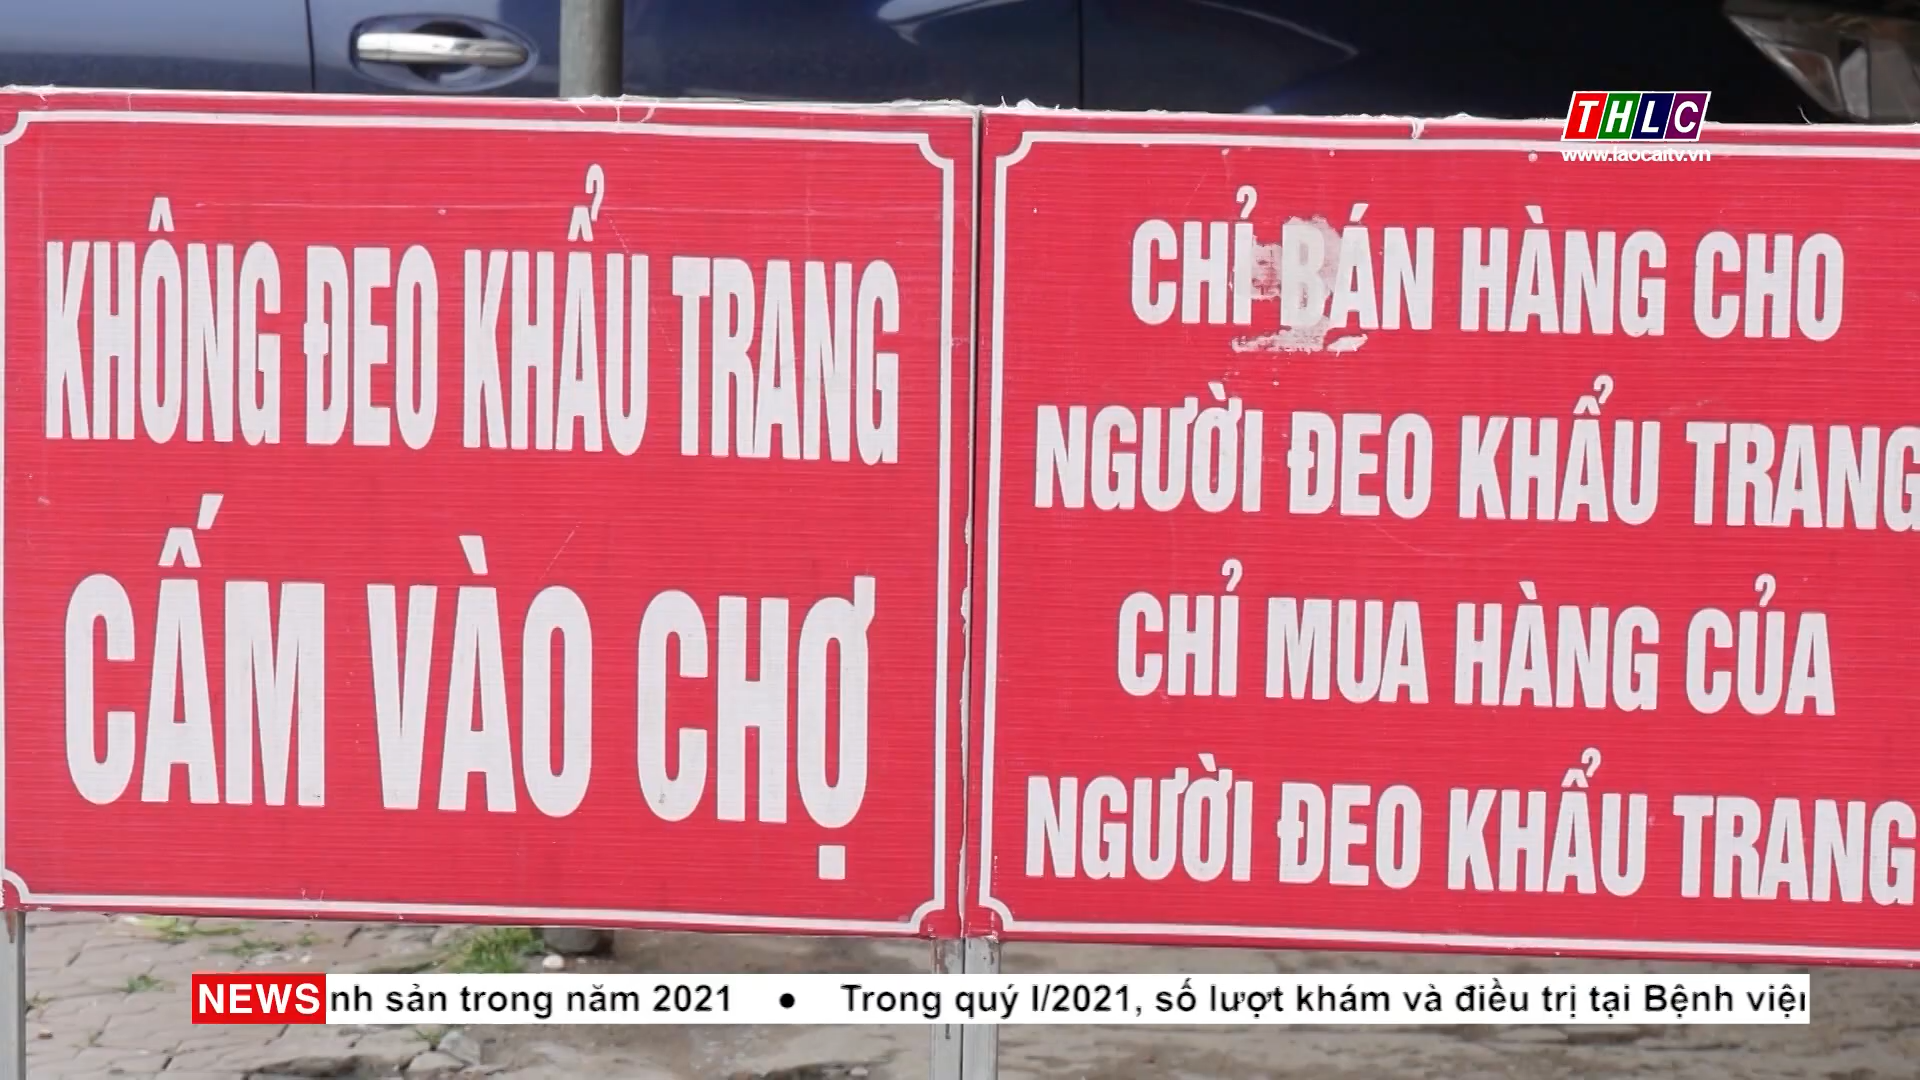 THLC
www.laocaitv.vn
KHÔNG ĐEO KHẨU TRANG
CẤM VÀO CHỢ
CHỈ BÁN HÀNG CHO
NGƯỜI ĐEO KHẨU TRANG
CHỈ MUA HÀNG CỦA
NGƯỜI ĐEO KHẨU TRANG
NEWS nh sản trong năm 2021 • Trong quý I/2021, số lượt khám và điều trị tại Bệnh viện